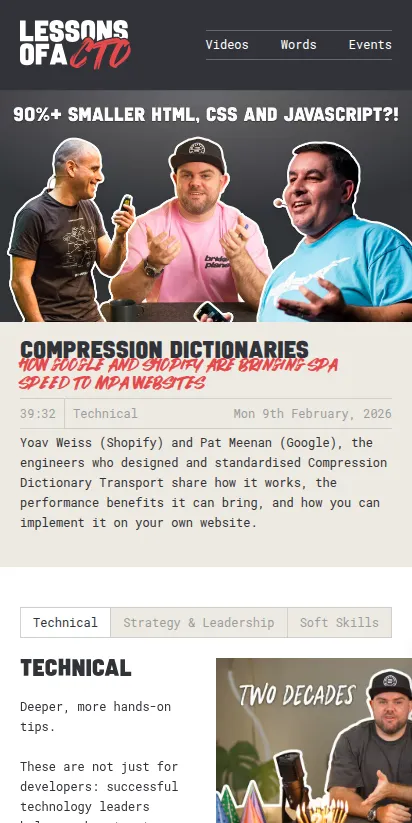 LESSONS
OF A CTO
Videos Words Events
90%+ SMALLER HTML, CSS AND JAVASCRIPT?!
COMPRESSION DICTIONARIES
HOW GOOGLE AND SHOPIFY ARE BRINGING SPA
SPEED TO MPA WEBSITES
39:32 Technical Mon 9th February, 2026
Yoav Weiss (Shopify) and Pat Meenan (Google), the
engineers who designed and standardised Compression
Dictionary Transport share how it works, the
performance benefits it can bring, and how you can
implement it on your own website.
Technical Strategy & Leadership Soft Skills
TECHNICAL
Deeper, more hands-on
tips.
These are not just for
developers: successful
technology leaders
TWO DECADES